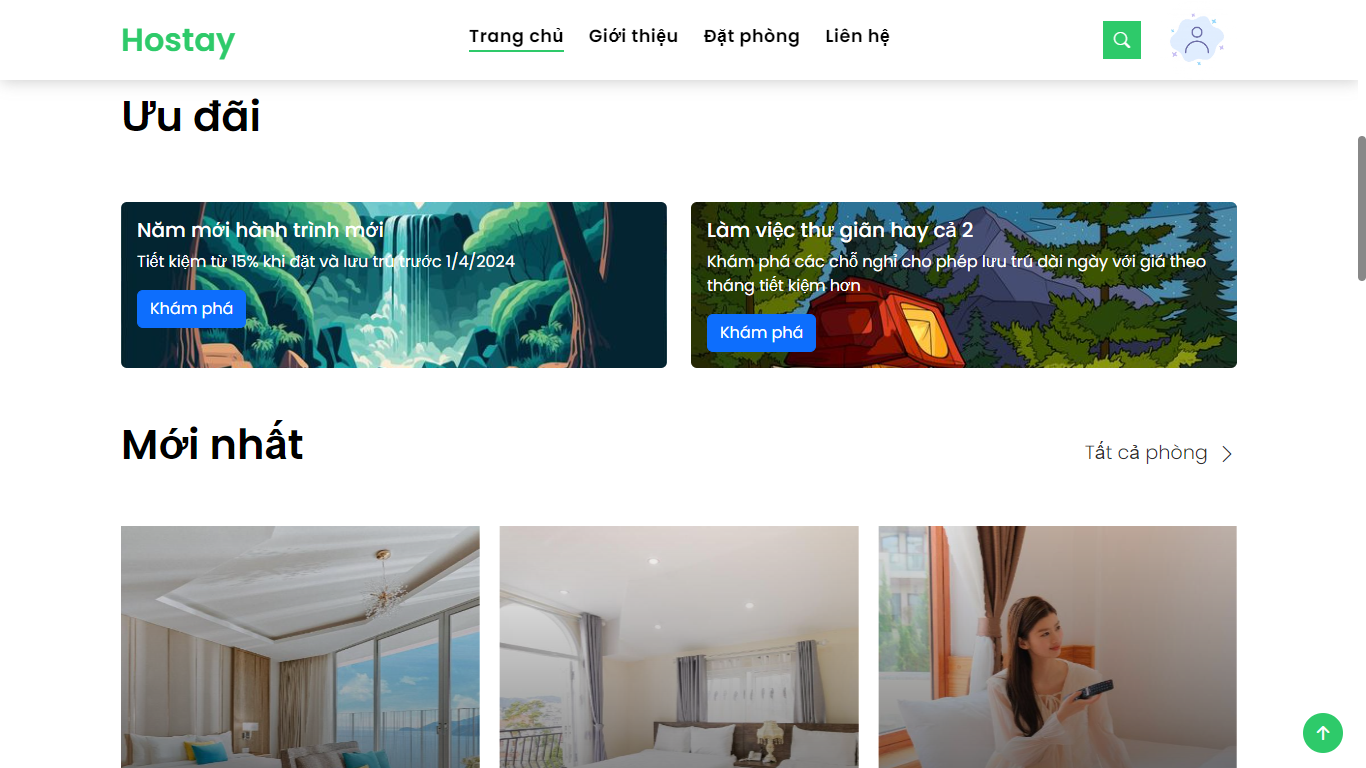 Hostay
Trang chủ
Giới thiệu
Đặt phòng
Liên hệ
Ưu đãi
Năm mới hành trình mới
Tiết kiệm từ 15% khi đặt và lưu trú trước 1/4/2024
Khám phá
Làm việc thư giãn hay cả 2
Khám phá các chỗ nghỉ cho phép lưu trú dài ngày với giá theo
tháng tiết kiệm hơn
Khám phá
Mới nhất
Tất cả phòng